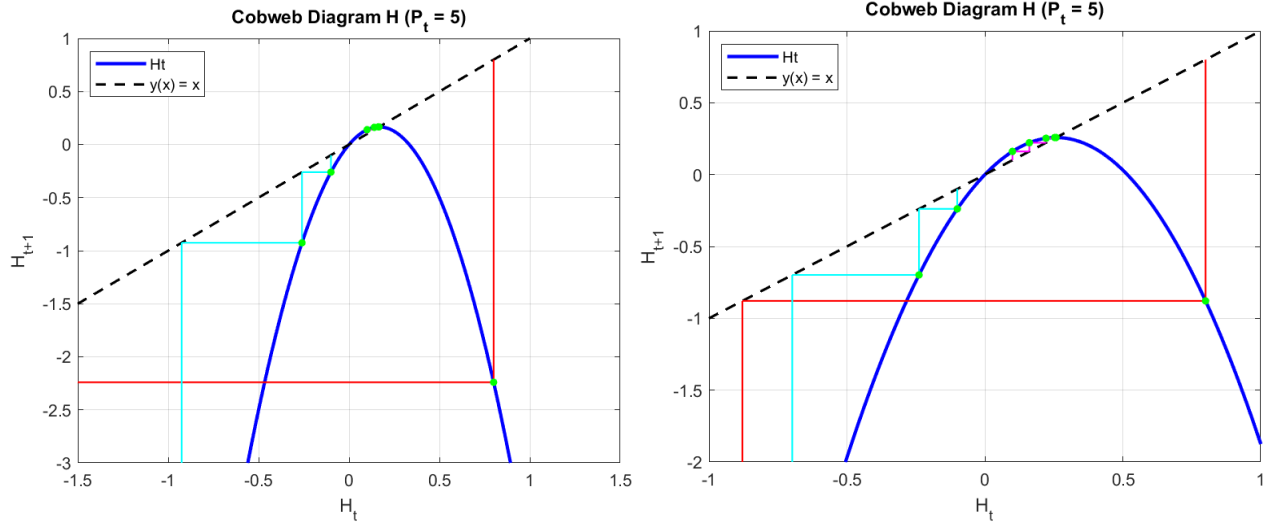 Cobweb Diagram H (P_t = 5)
Ht
y(x) = x
1
0.5
0
-0.5
-1
-1.5
-2
-2.5
-3
H_{t+1}
-1.5
-1
-0.5
0
0.5
1
1.5
H_t
Cobweb Diagram H (P_t = 5)
Ht
y(x) = x
1
0.5
0
-0.5
-1
-1.5
-2
H_{t+1}
-1
-0.5
0
0.5
1
H_t